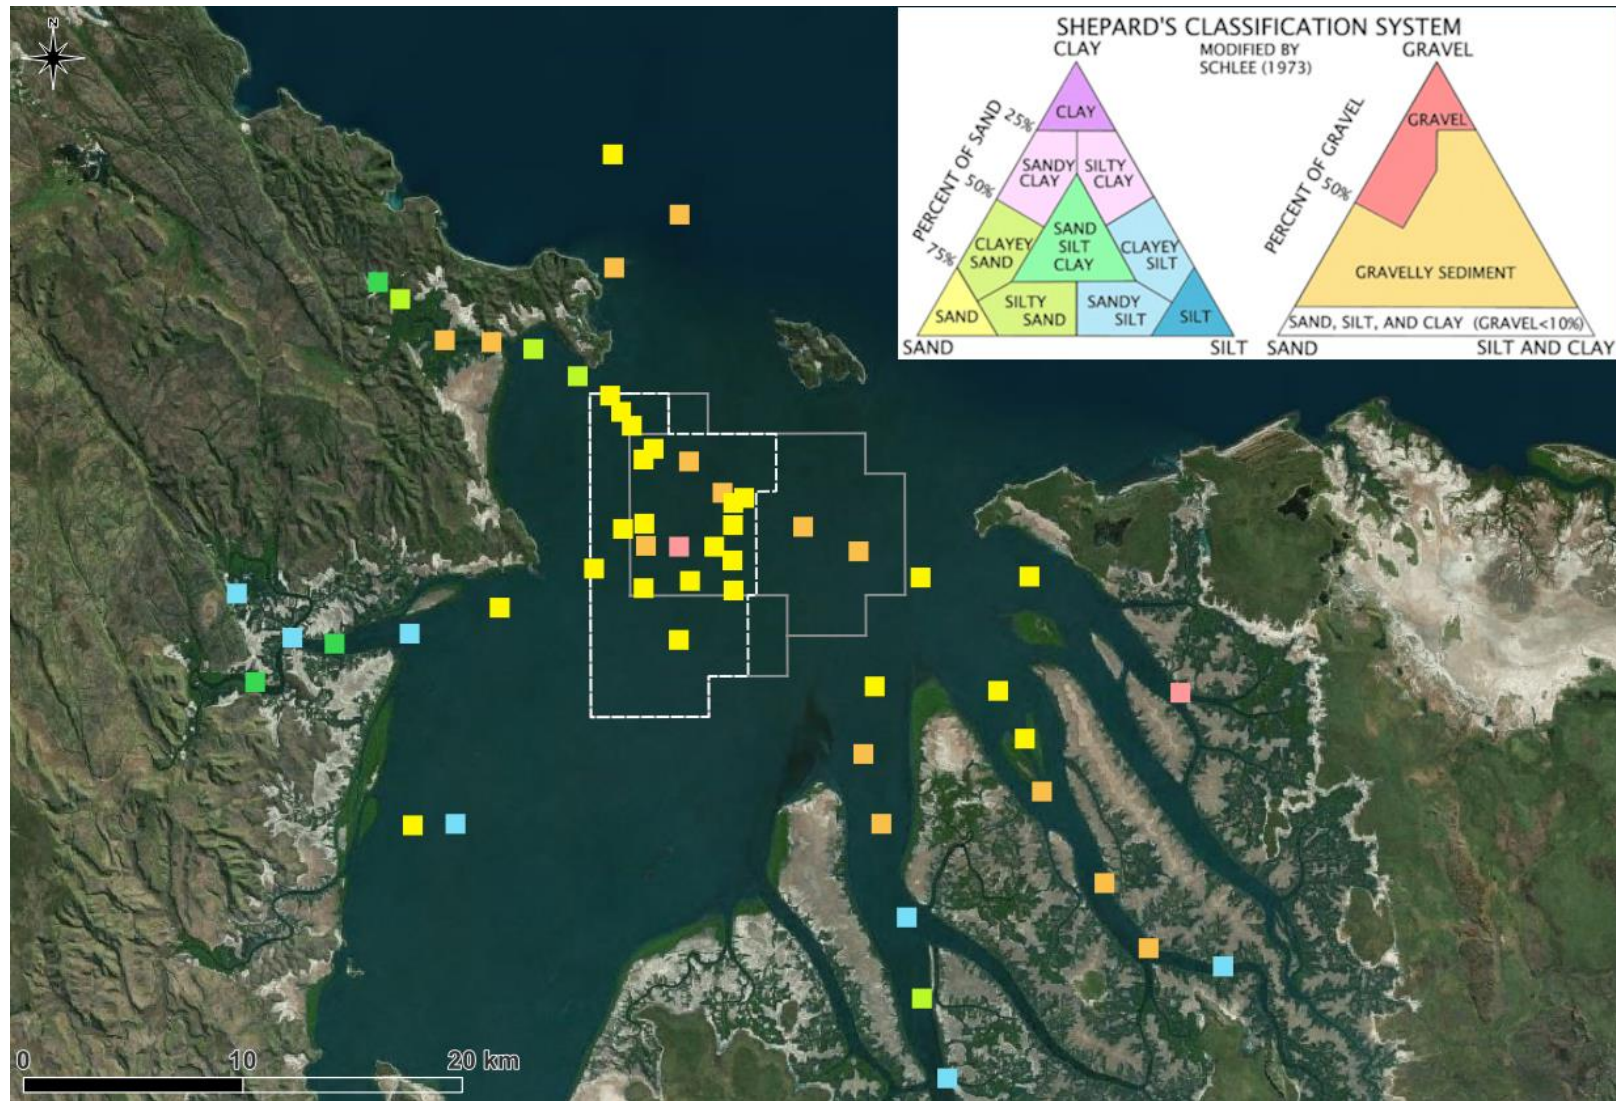 N
SHEPARD'S CLASSIFICATION SYSTEM
CLAY
MODIFIED BY
SCHLEE (1973)
GRAVEL
PERCENT OF SAND
25%
50%
75%
CLAY
SANDY
CLAY
SILTY
CLAY
CLAYEY
SAND
SAND
SILT
CLAY
CLAYEY
SILT
SAND
SILTY
SAND
SANDY
SILT
SILT
SAND
SILT
PERCENT OF GRAVEL
50%
GRAVEL
GRAVELLY SEDIMENT
SAND, SILT, AND CLAY (GRAVEL<10%)
SAND
SILT AND CLAY
0 10 20 km